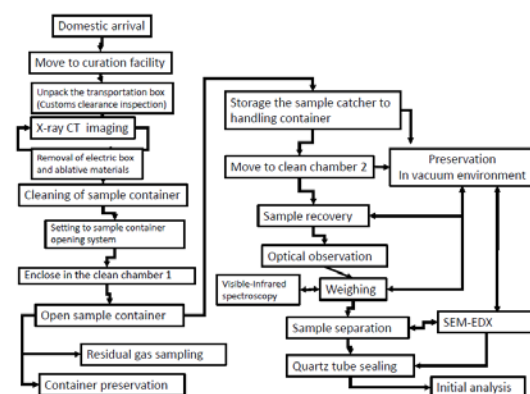 Domestic arrival
Move to curation facility
Unpack the transportation box
(Customs clearance inspection)
X-ray CT imaging
Removal of electric box
and ablative materials
Cleaning of sample container
Setting to sample container
opening system
Enclose in the clean chamber 1
Open sample container
Residual gas sampling
Container preservation
Storage the sample catcher to
handling container
Move to clean chamber 2
Preservation
In vacuum environment
Sample recovery
Optical observation
Visible-Infrared
spectroscopy
Weighing
Sample separation
SEM-EDX
Quartz tube sealing
Initial analysis